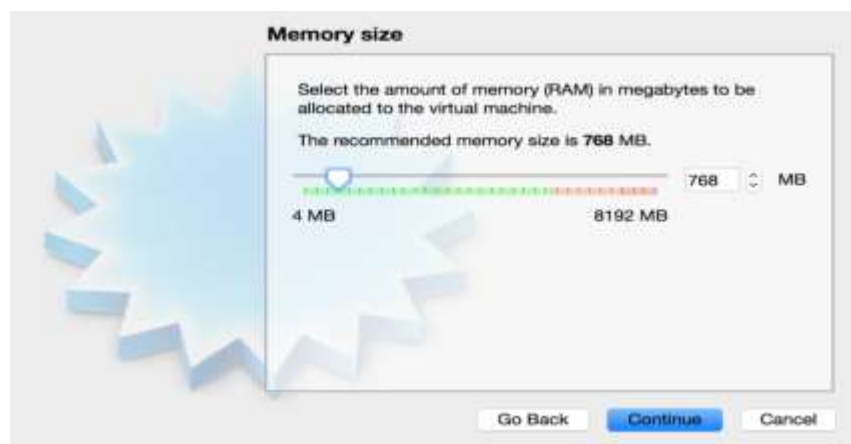 Memory size
Select the amount of memory (RAM) in megabytes to be
allocated to the virtual machine.
The recommended memory size is 768 MB.
768 MB
4 MB 8192 MB
Go Back Continue Cancel